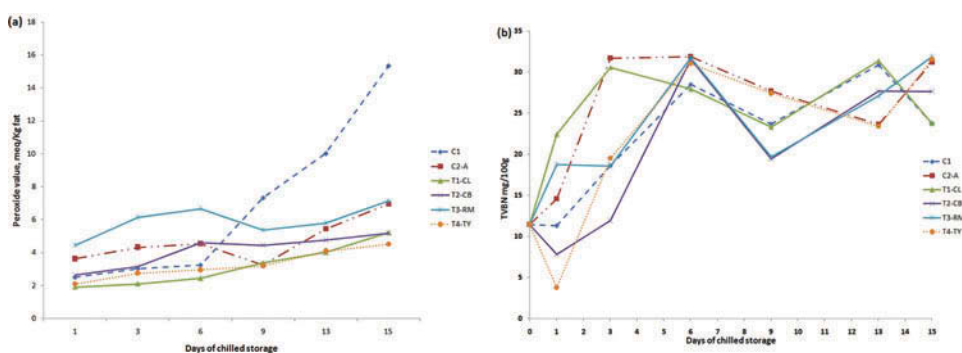 (a)
18
16
14
12
10
8
6
4
2
0
Peroxide value, meq/Kg fat
1 3 6 9 13 15
Days of chilled storage
C1
C2-A
T1-CL
T2-CB
T3-RM
T4-TY
(b)
35
30
25
20
15
10
5
0
TVBN mg/100g
0 1 2 3 4 5 6 7 8 9 10 11 12 13 14 15
Days of chilled storage
C1
C2-A
T1-CL
T2-CB
T3-RM
T4-TY